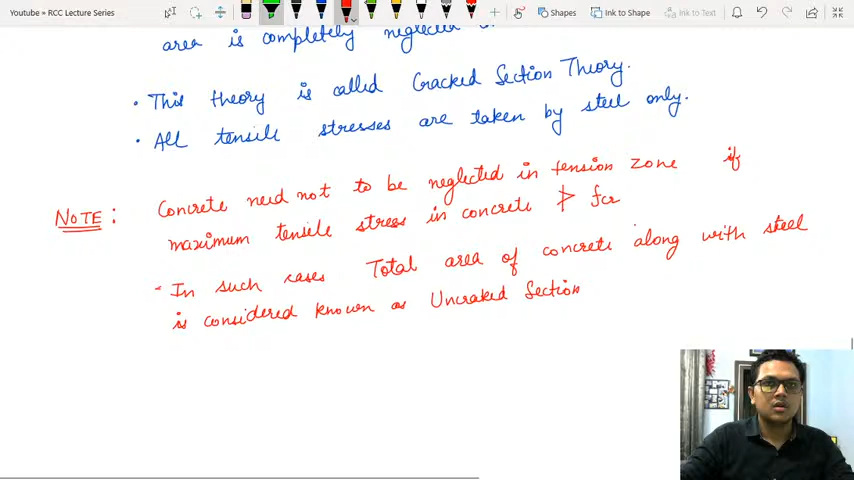 Youtube » RCC Lecture Series
Shapes
Ink to Shape
Ink to Text
area is completely neglected
• This theory is called Cracked Section Theory.
• All tensile stresses are taken by steel only.
NOTE: Concrete need not to be neglected in tension zone if
maximum tensile stress in concrete ≯ fcr
- In such cases Total area of concrete along with steel
is considered known as Uncraked Section